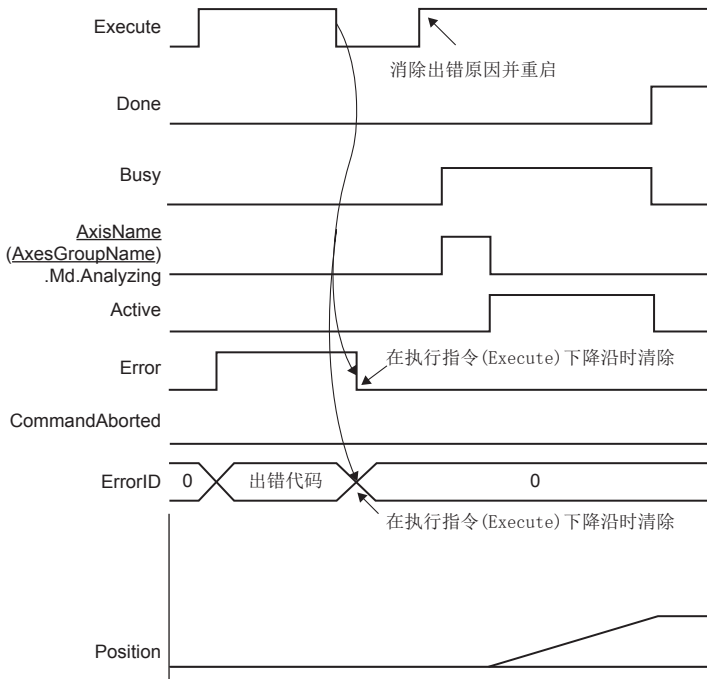 Execute
消除出错原因并重启
Done
Busy
AxisName
(AxesGroupName)
.Md.Analyzing
Active
Error
在执行指令(Execute)下降沿时清除
CommandAborted
ErrorID 0 出错代码 0
在执行指令(Execute)下降沿时清除
Position